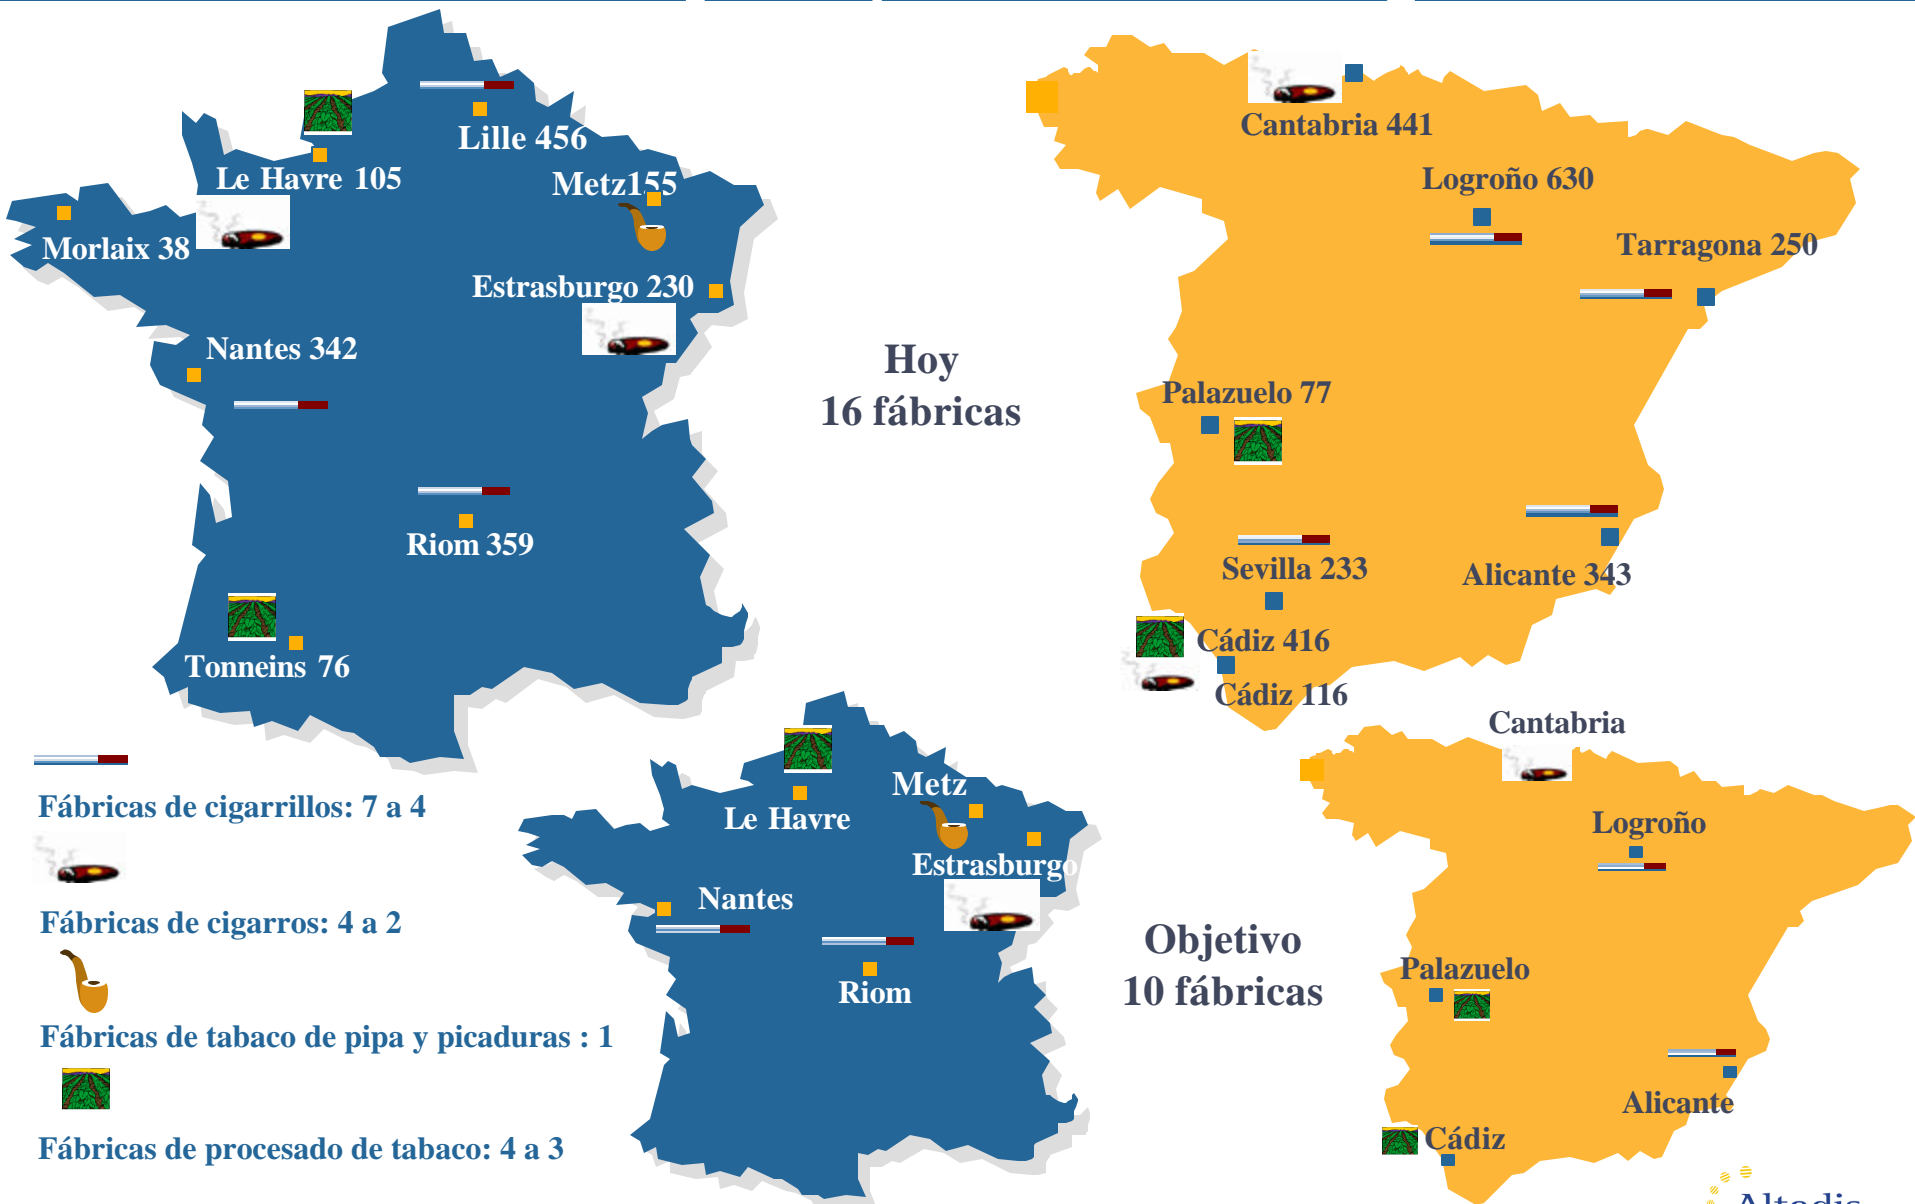 Lille 456
Le Havre 105
Metz155
Morlaix 38
Estrasburgo 230
Nantes 342
Riom 359
Tonneins 76
Hoy
16 fábricas
Cantabria 441
Logroño 630
Tarragona 250
Palazuelo 77
Sevilla 233
Alicante 343
Cádiz 416
Cádiz 116
Fábricas de cigarrillos: 7 a 4
Fábricas de cigarros: 4 a 2
Fábricas de tabaco de pipa y picaduras : 1
Fábricas de procesado de tabaco: 4 a 3
Metz
Le Havre
Estrasburgo
Nantes
Riom
Objetivo
10 fábricas
Cantabria
Logroño
Palazuelo
Alicante
Cádiz
Altadis